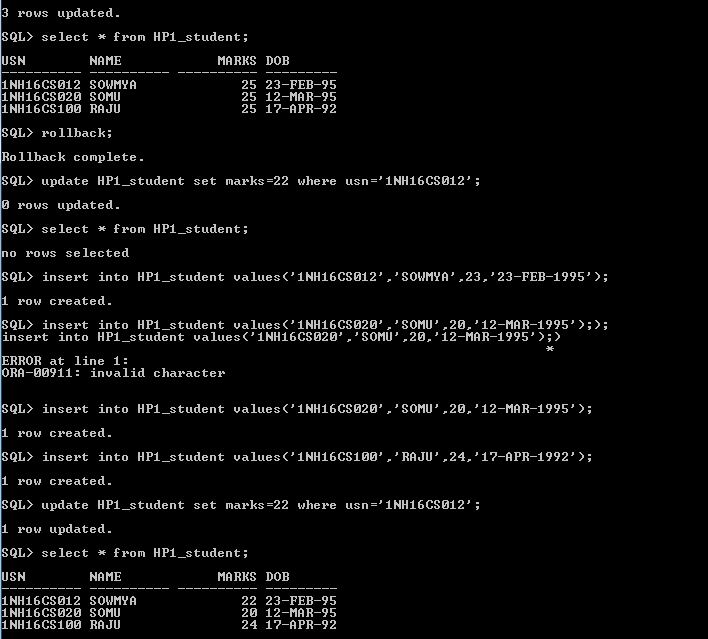 3 rows updated.
SQL> select * from HP1_student;
USN        NAME            MARKS DOB
---------- ---------- ---------- ---------
1NH16CS012 SOWMYA             25 23-FEB-95
1NH16CS020 SOMU               25 12-MAR-95
1NH16CS100 RAJU               25 17-APR-92
SQL> rollback;
Rollback complete.
SQL> update HP1_student set marks=22 where usn='1NH16CS012';
0 rows updated.
SQL> select * from HP1_student;
no rows selected
SQL> insert into HP1_student values('1NH16CS012','SOWMYA',23,'23-FEB-1995');
1 row created.
SQL> insert into HP1_student values('1NH16CS020','SOMU',20,'12-MAR-1995';);
insert into HP1_student values('1NH16CS020','SOMU',20,'12-MAR-1995';)
*
ERROR at line 1:
ORA-00911: invalid character
SQL> insert into HP1_student values('1NH16CS020','SOMU',20,'12-MAR-1995');
1 row created.
SQL> insert into HP1_student values('1NH16CS100','RAJU',24,'17-APR-1992');
1 row created.
SQL> update HP1_student set marks=22 where usn='1NH16CS012';
1 row updated.
SQL> select * from HP1_student;
USN        NAME            MARKS DOB
---------- ---------- ---------- ---------
1NH16CS012 SOWMYA             22 23-FEB-95
1NH16CS020 SOMU               20 12-MAR-95
1NH16CS100 RAJU               24 17-APR-92